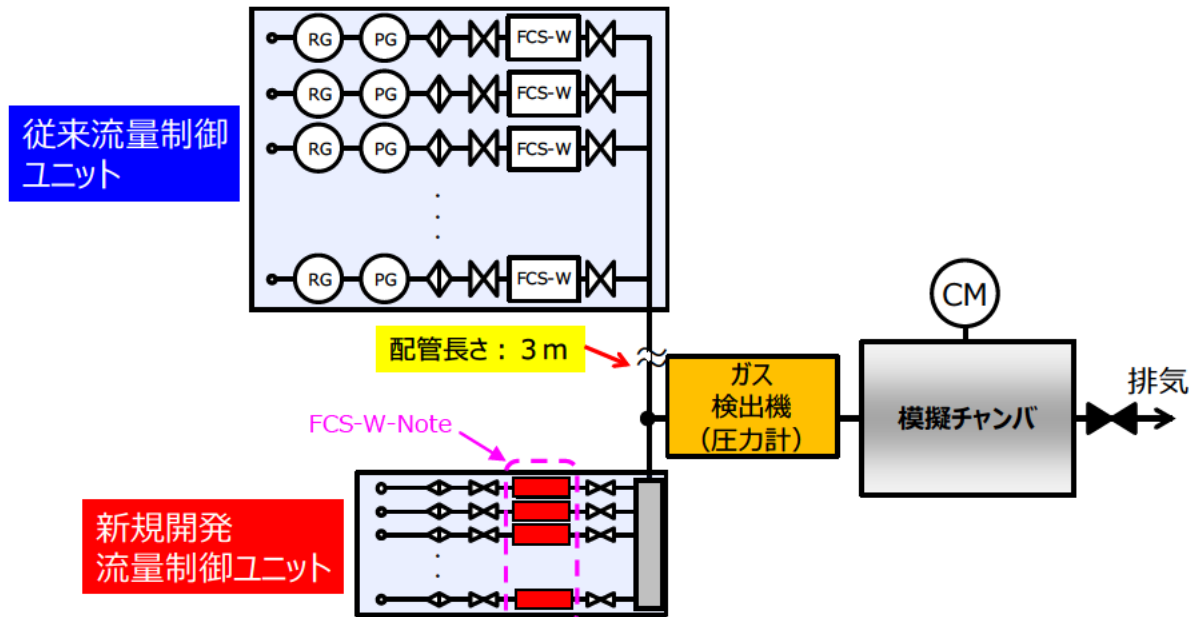 RG PG FCS-W
RG PG FCS-W
RG PG FCS-W
RG PG FCS-W
従来流量制御
ユニット
配管長さ：3m
CM
ガス
検出機
（圧力計）
模擬チャンバ
排気
FCS-W-Note
新規開発
流量制御ユニット